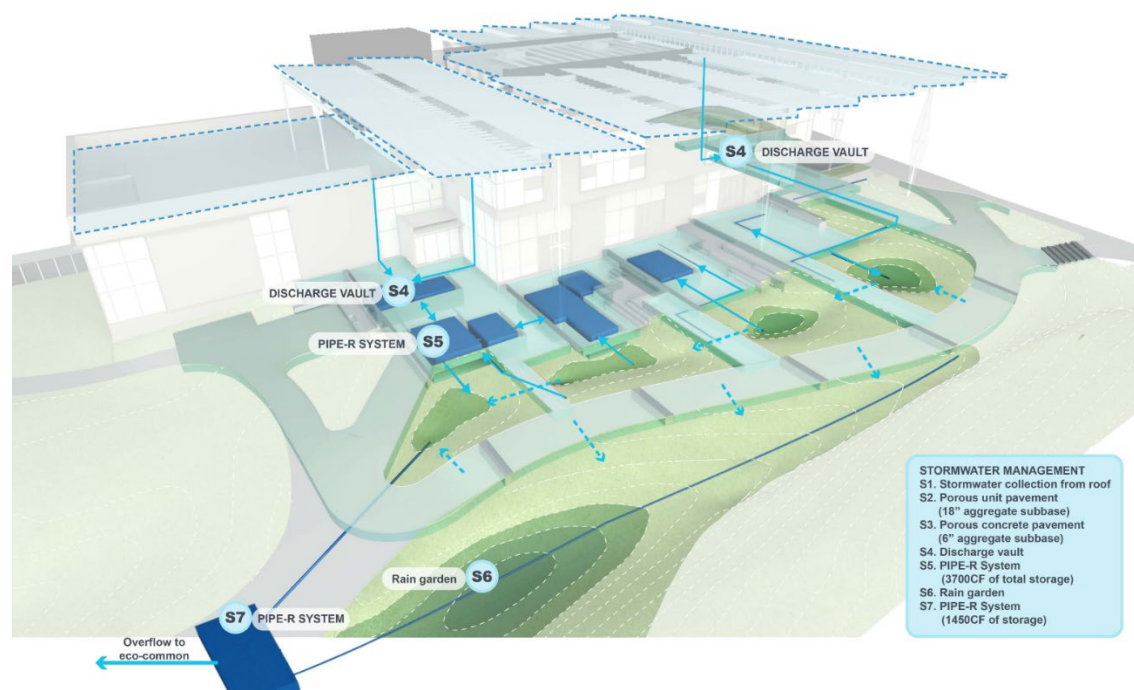 S4 DISCHARGE VAULT
DISCHARGE VAULT S4
PIPE-R SYSTEM S5
Rain garden S6
S7 PIPE-R SYSTEM
Overflow to
eco-common
STORMWATER MANAGEMENT
S1. Stormwater collection from roof
S2. Porous unit pavement
(18" aggregate subbase)
S3. Porous concrete pavement
(6" aggregate subbase)
S4. Discharge vault
S5. PIPE-R System
(3700CF of total storage)
S6. Rain garden
S7. PIPE-R System
(1450CF of storage)